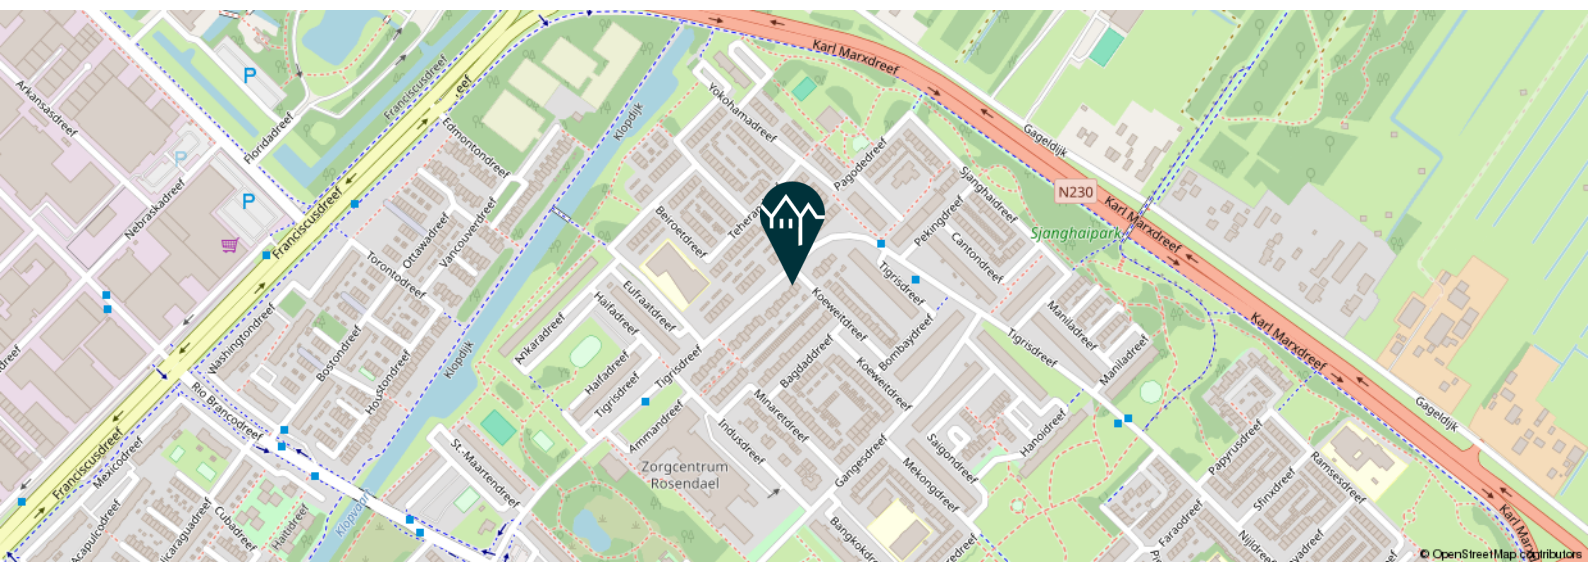 Karl Marxdreef
Franciscusdreef
Arkansasdreef
P
Floridadreef
Edmontondreef
Klopdijk
Yokohamadreef
Pagodedreef
Gageldijk
P
Nebraskadreef
P
N230
Sjanghaidreef
Karl Marxdreef
Franciscusdreef
Ottawadreef
Vancouverdreef
Beiroetdreef
Teheran
Pekingdreef
Cantondreef
Sjanghaipark
Torontodreef
Tigrisdreef
Eufraatdreef
Haifadreef
Koeweitdreef
Maniladreef
Washingtondreef
Bostondreef
Houstondreef
Klopdijk
Ankaradreef
Tigrisdreef
Bagdaddreef
Bombaydreef
Tigrisdreef
Maniladreef
Karl Marxdreef
Rio Brancodreef
Haifadreef
Tigrisdreef
Koeweitdreef
Gageldijk
Franciscusdreef
Mexicodreef
St.-Maartendreef
Ammandreef
Indusdreef
Minaretdreef
Gangesdreef
Saigondreef
Hanoidreef
Mekongdreef
Papyrusdreef
Ramsesdreef
Zorgcentrum
Rosendael
Sfinxdreef
Acapulcodreef
Cubadreef
Haitidreef
Faraodreef
Karl Marx
© OpenStreetMap contributors